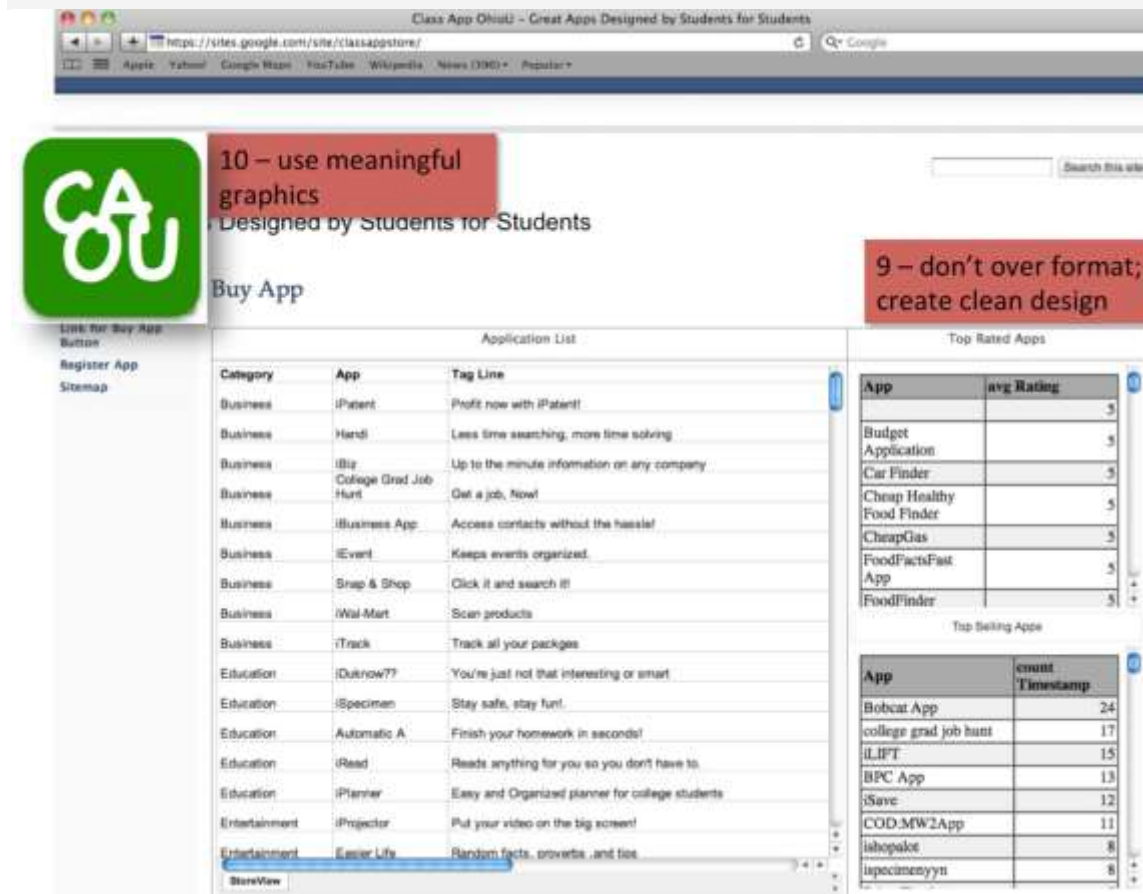 Class App OhioU - Great Apps Designed by Students for Students
https://sites.google.com/site/classappstore/
Google
Apple Yahoo! Google Maps YouTube Wikipedia News (390) Popular
CA
OU
10 – use meaningful
graphics
Search this site
Designed by Students for Students
9 – don't over format;
create clean design
Buy App
Link for Buy App
Button
Register App
Sitemap
Application List
Category App Tag Line
Business iPatent Profit now with iPatent!
Business Handi Less time searching, more time solving
Business iBiz Up to the minute information on any company
Business College Grad Job Hunt Get a job, Now!
Business iBusiness App Access contacts without the hassle!
Business iEvent Keeps events organized.
Business Snap & Shop Click it and search it!
Business iWal-Mart Scan products
Business iTrack Track all your packges
Education iDuknow?? You're just not that interesting or smart
Education iSpecimen Stay safe, stay fun!.
Education Automatic A Finish your homework in seconds!
Education iRead Reads anything for you so you don't have to.
Education iPlanner Easy and Organized planner for college students
Entertainment iProjector Put your video on the big screen!
Entertainment Easier Life Random facts, proverbs ,and tips
StoreView
Top Rated Apps
App avg Rating
5
Budget Application 5
Car Finder 5
Cheap Healthy Food Finder 5
CheapGas 5
FoodFactsFast App 5
FoodFinder 5
Top Selling Apps
App count Timestamp
Bobcat App 24
college grad job hunt 17
iLIFT 15
BPC App 13
iSave 12
COD:MW2App 11
ishopalot 8
ispecimenyyn 8